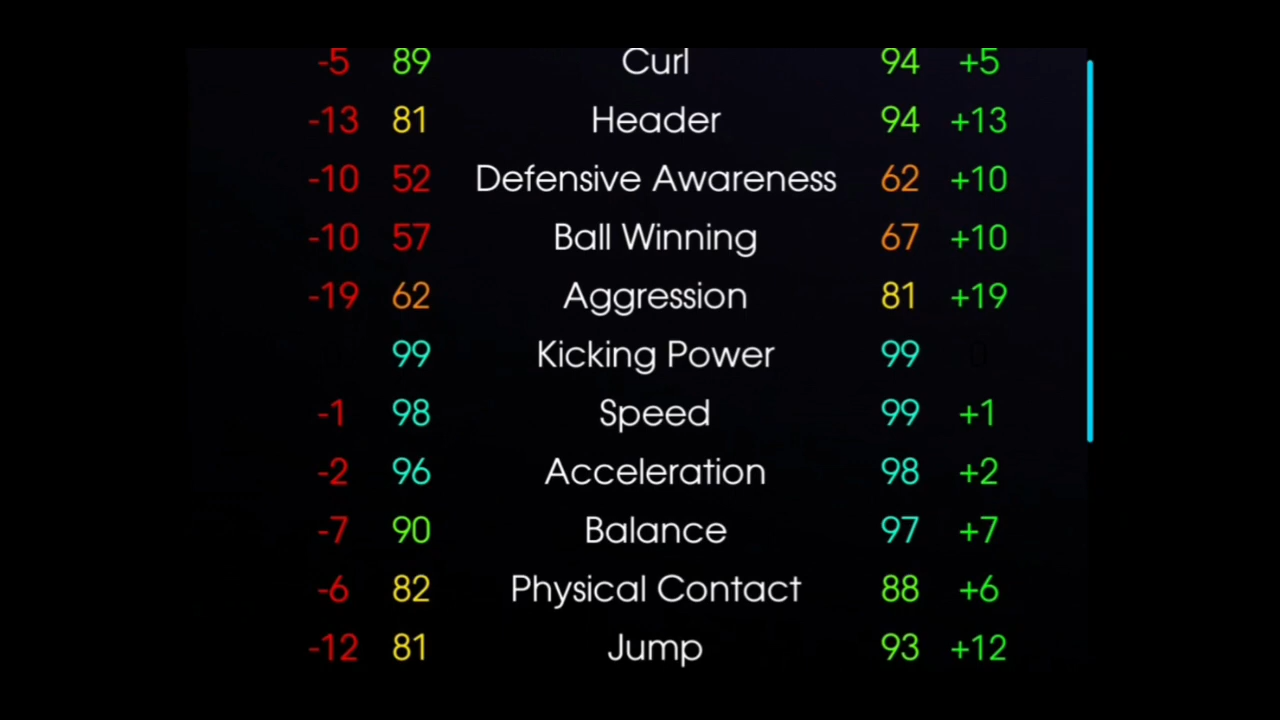 -5 89 Curl 94 +5
-13 81 Header 94 +13
-10 52 Defensive Awareness 62 +10
-10 57 Ball Winning 67 +10
-19 62 Aggression 81 +19
99 Kicking Power 99 0
-1 98 Speed 99 +1
-2 96 Acceleration 98 +2
-7 90 Balance 97 +7
-6 82 Physical Contact 88 +6
-12 81 Jump 93 +12